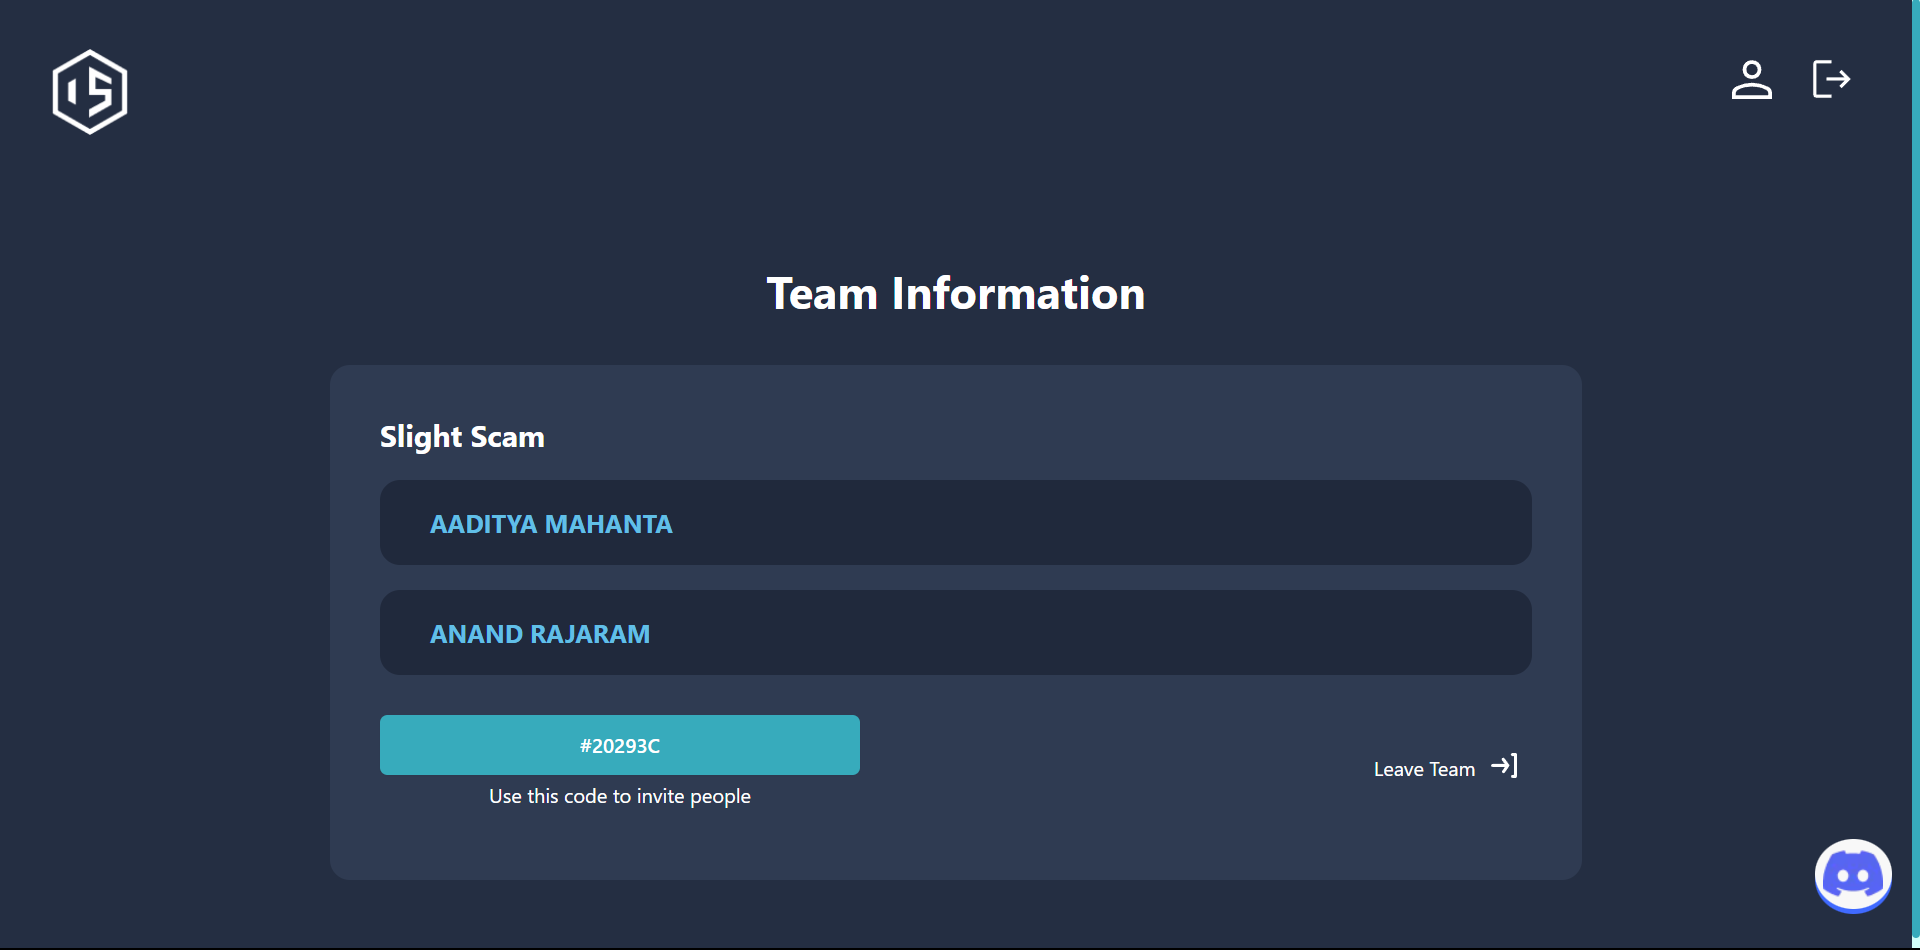 Team Information
Slight Scam
AADITYA MAHANTA
ANAND RAJARAM
#20293C
Use this code to invite people
Leave Team